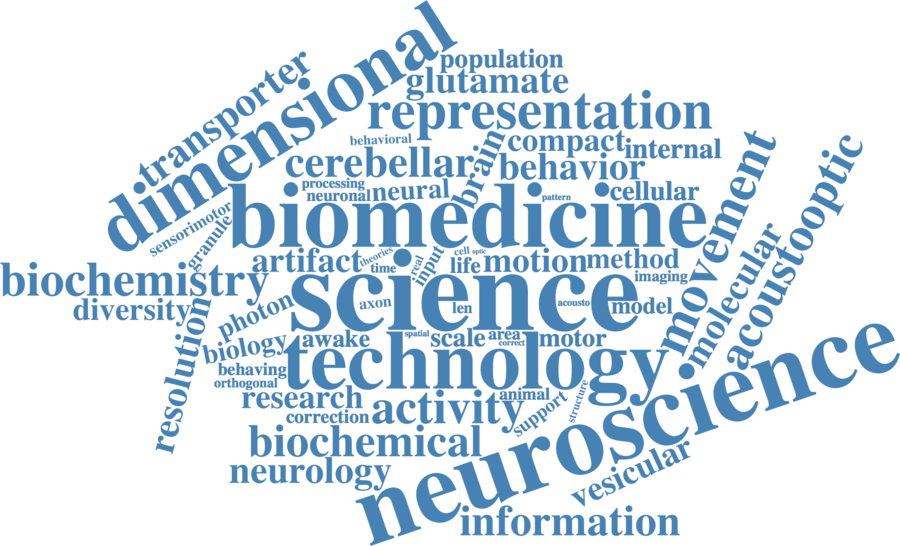 population
glutamate
transporter
dimensional
representation
behavioral
brain
compact
internal
cerebellar
behavior
processing
neuronal
neural
pattern
cellular
sensorimotor
granule
biomedicine
movement
acoustooptic
molecular
artifact
theories
time
real
input
cell
optic
life
motion
method
imaging
biochemistry
science
diversity
resolution
photon
axon
len
acousto
model
biology
awake
spatial
scale
area
correct
motor
behaving
orthogonal
technology
neuroscience
research
correction
activity
animal
support
structure
biochemical
neurology
vesicular
information